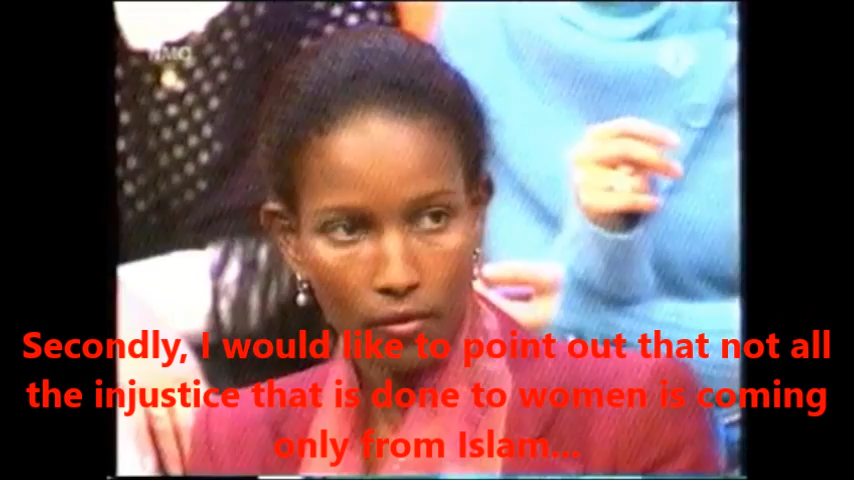 Secondly, I would like to point out that not all
the injustice that is done to women is coming
only from Islam...